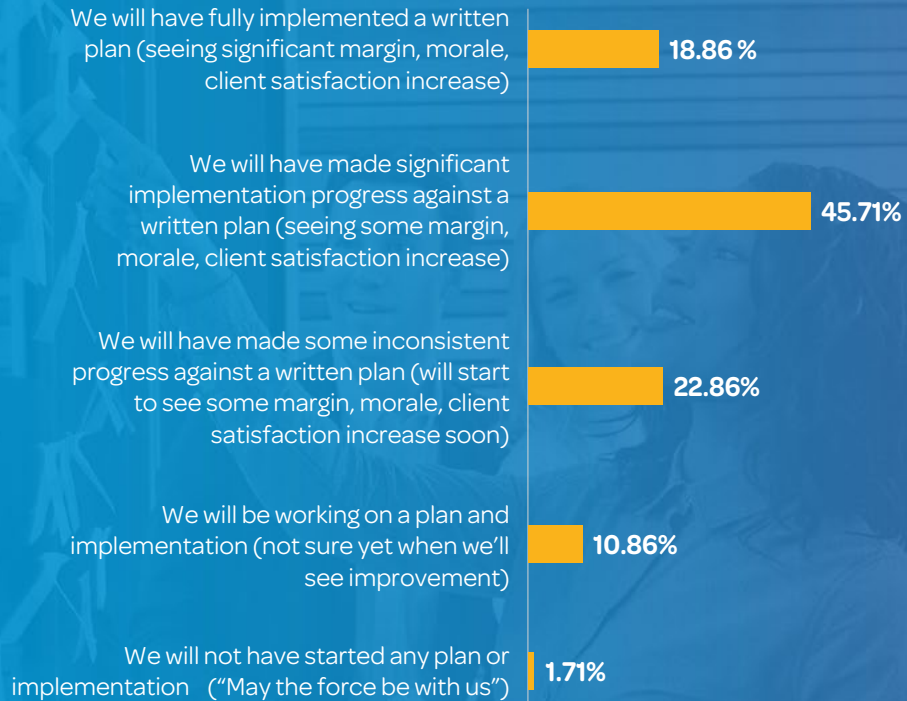 We will have fully implemented a written
plan (seeing significant margin, morale,
client satisfaction increase)
18.86 %
We will have made significant
implementation progress against a
written plan (seeing some margin,
morale, client satisfaction increase)
45.71%
We will have made some inconsistent
progress against a written plan (will start
to see some margin, morale, client
satisfaction increase soon)
22.86%
We will be working on a plan and
implementation (not sure yet when we’ll
see improvement)
10.86%
We will not have started any plan or
implementation (“May the force be with us”)
1.71%